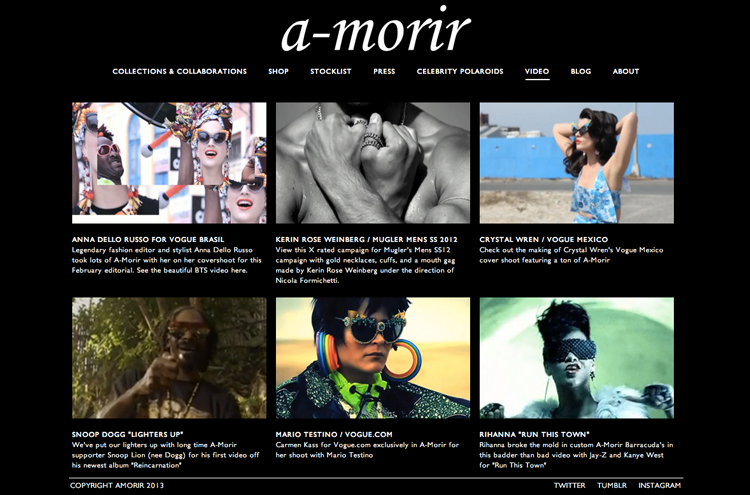 a-morir
COLLECTIONS & COLLABORATIONS SHOP STOCKLIST PRESS CELEBRITY POLAROIDS VIDEO BLOG ABOUT
ANNA DELLO RUSSO FOR VOGUE BRASIL
Legendary fashion editor and stylist Anna Dello Russo
took lots of A-Morir with her on her covershoot for this
February editorial. See the beautiful BTS video here.
KERIN ROSE WEINBERG / MUGLER MENS SS 2012
View this X rated campaign for Mugler's Mens SS12
campaign with gold necklaces, cuffs, and a mouth gag
made by Kerin Rose Weinberg under the direction of
Nicola Formichetti.
CRYSTAL WREN / VOGUE MEXICO
Check out the making of Crystal Wren's Vogue Mexico
cover shoot featuring a ton of A-Morir
SNOOP DOGG "LIGHTERS UP"
We've put our lighters up with long time A-Morir
supporter Snoop Lion (nee Dogg) for his first video off
his newest album "Reincarnation"
MARIO TESTINO / VOGUE.COM
Carmen Kass for Vogue.com exclusively in A-Morir for
her shoot with Mario Testino
RIHANNA "RUN THIS TOWN"
Rihanna broke the mold in custom A-Morir Barracuda's in
this badder than bad video with Jay-Z and Kanye West
for "Run This Town"
COPYRIGHT AMORIR 2013 TWITTER TUMBLR INSTAGRAM